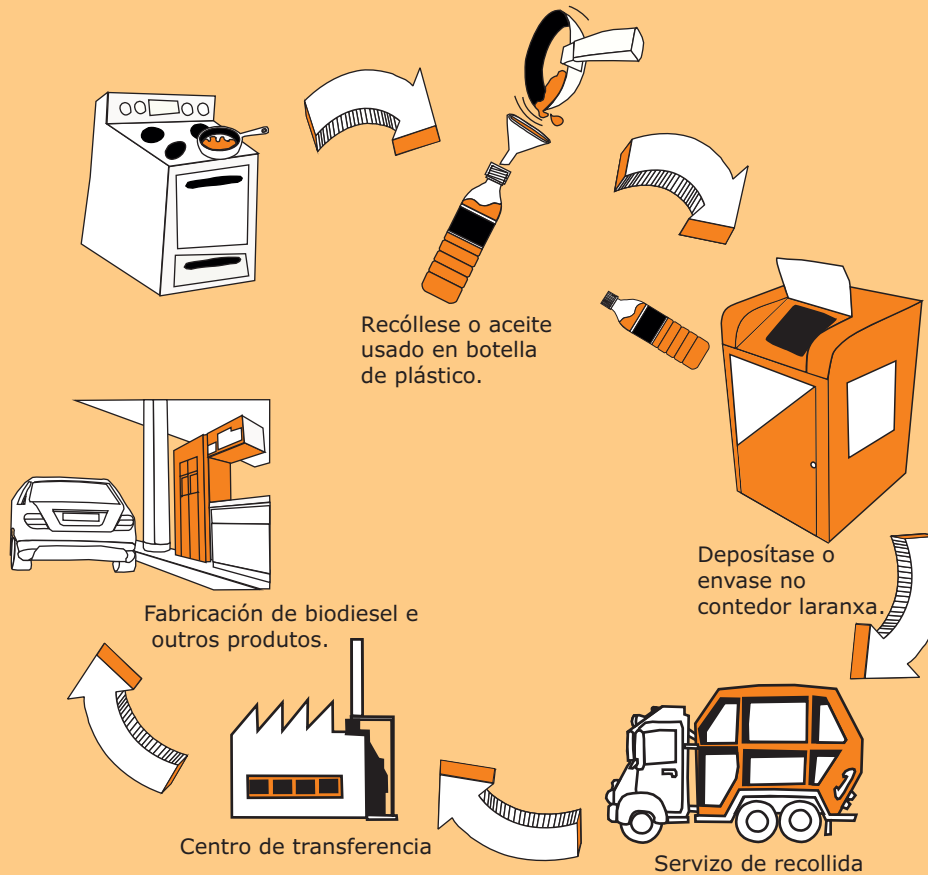 Recóllese o aceite
usado en botella
de plástico.
Deposítase o
envase no
contedor laranxa.
Servizo de recollida
Centro de transferencia
Fabricación de biodiesel e
outros produtos.